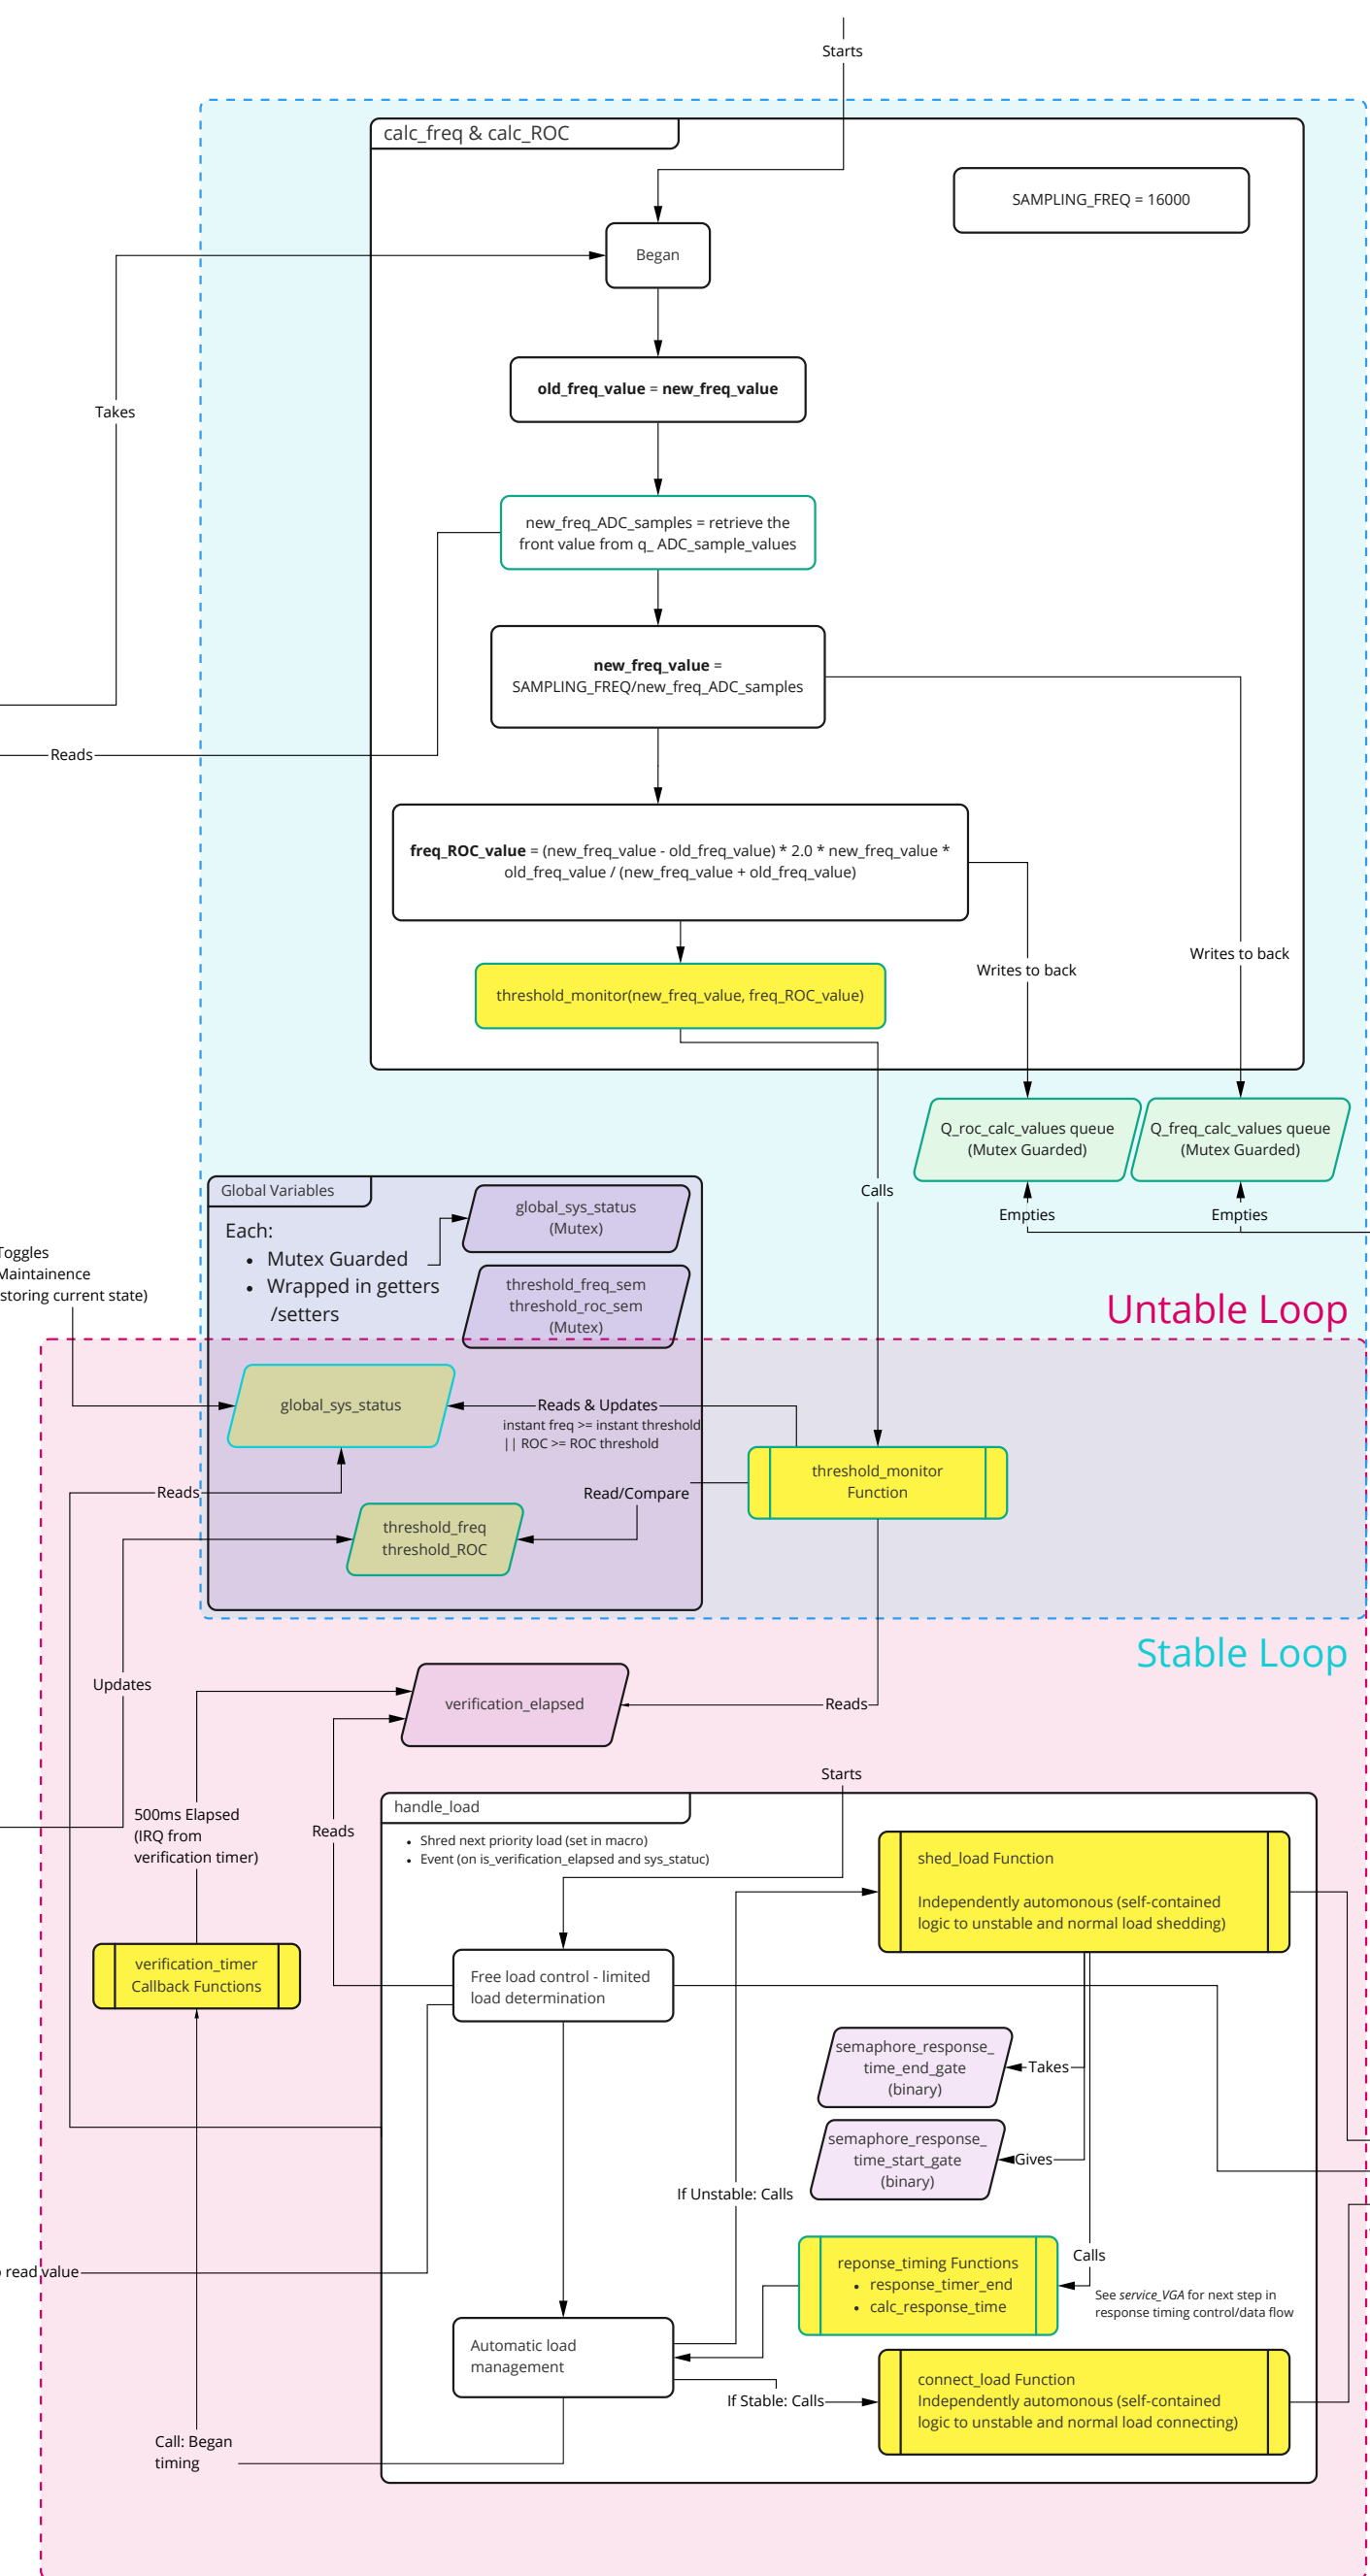 Starts
calc_freq & calc_ROC
SAMPLING_FREQ = 16000
Began
Takes
old_freq_value = new_freq_value
new_freq_ADC_samples = retrieve the
front value from q_ ADC_sample_values
new_freq_value =
SAMPLING_FREQ/new_freq_ADC_samples
Reads
freq_ROC_value = (new_freq_value - old_freq_value) * 2.0 * new_freq_value *
old_freq_value / (new_freq_value + old_freq_value)
Writes to back
Writes to back
threshold_monitor(new_freq_value, freq_ROC_value)
Q_roc_calc_values queue
(Mutex Guarded)
Q_freq_calc_values queue
(Mutex Guarded)
Calls
Empties
Empties
Global Variables
Each:
• Mutex Guarded
• Wrapped in getters
/setters
global_sys_status
(Mutex)
threshold_freq_sem
threshold_roc_sem
(Mutex)
Toggles
Maintainence
storing current state)
Untable Loop
global_sys_status
Reads & Updates
instant freq >= instant threshold
|| ROC >= ROC threshold
threshold_monitor
Function
Reads
Read/Compare
threshold_freq
threshold_ROC
Stable Loop
Updates
verification_elapsed
Reads
Starts
500ms Elapsed
(IRQ from
verification timer)
Reads
handle_load
• Shred next priority load (set in macro)
• Event (on is_verification_elapsed and sys_statuc)
shed_load Function
Independently automonous (self-contained
logic to unstable and normal load shedding)
verification_timer
Callback Functions
Free load control - limited
load determination
semaphore_response_
time_end_gate
(binary)
Takes
semaphore_response_
time_start_gate
(binary)
Gives
If Unstable: Calls
Calls
reponse_timing Functions
• response_timer_end
• calc_response_time
See service_VGA for next step in
response timing control/data flow
read value
Automatic load
management
If Stable: Calls
connect_load Function
Independently automonous (self-contained
logic to unstable and normal load connecting)
Call: Began
timing